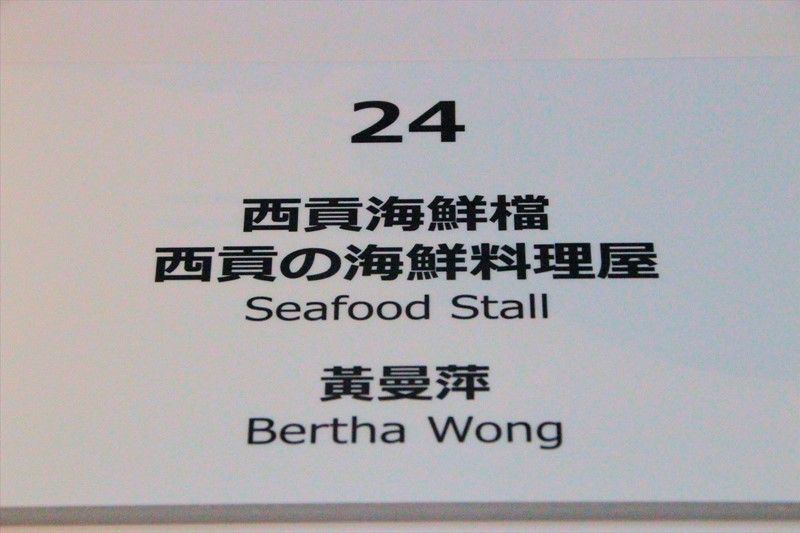 24
西貢海鮮檔
西貢の海鮮料理屋
Seafood Stall
黃曼萍
Bertha Wong